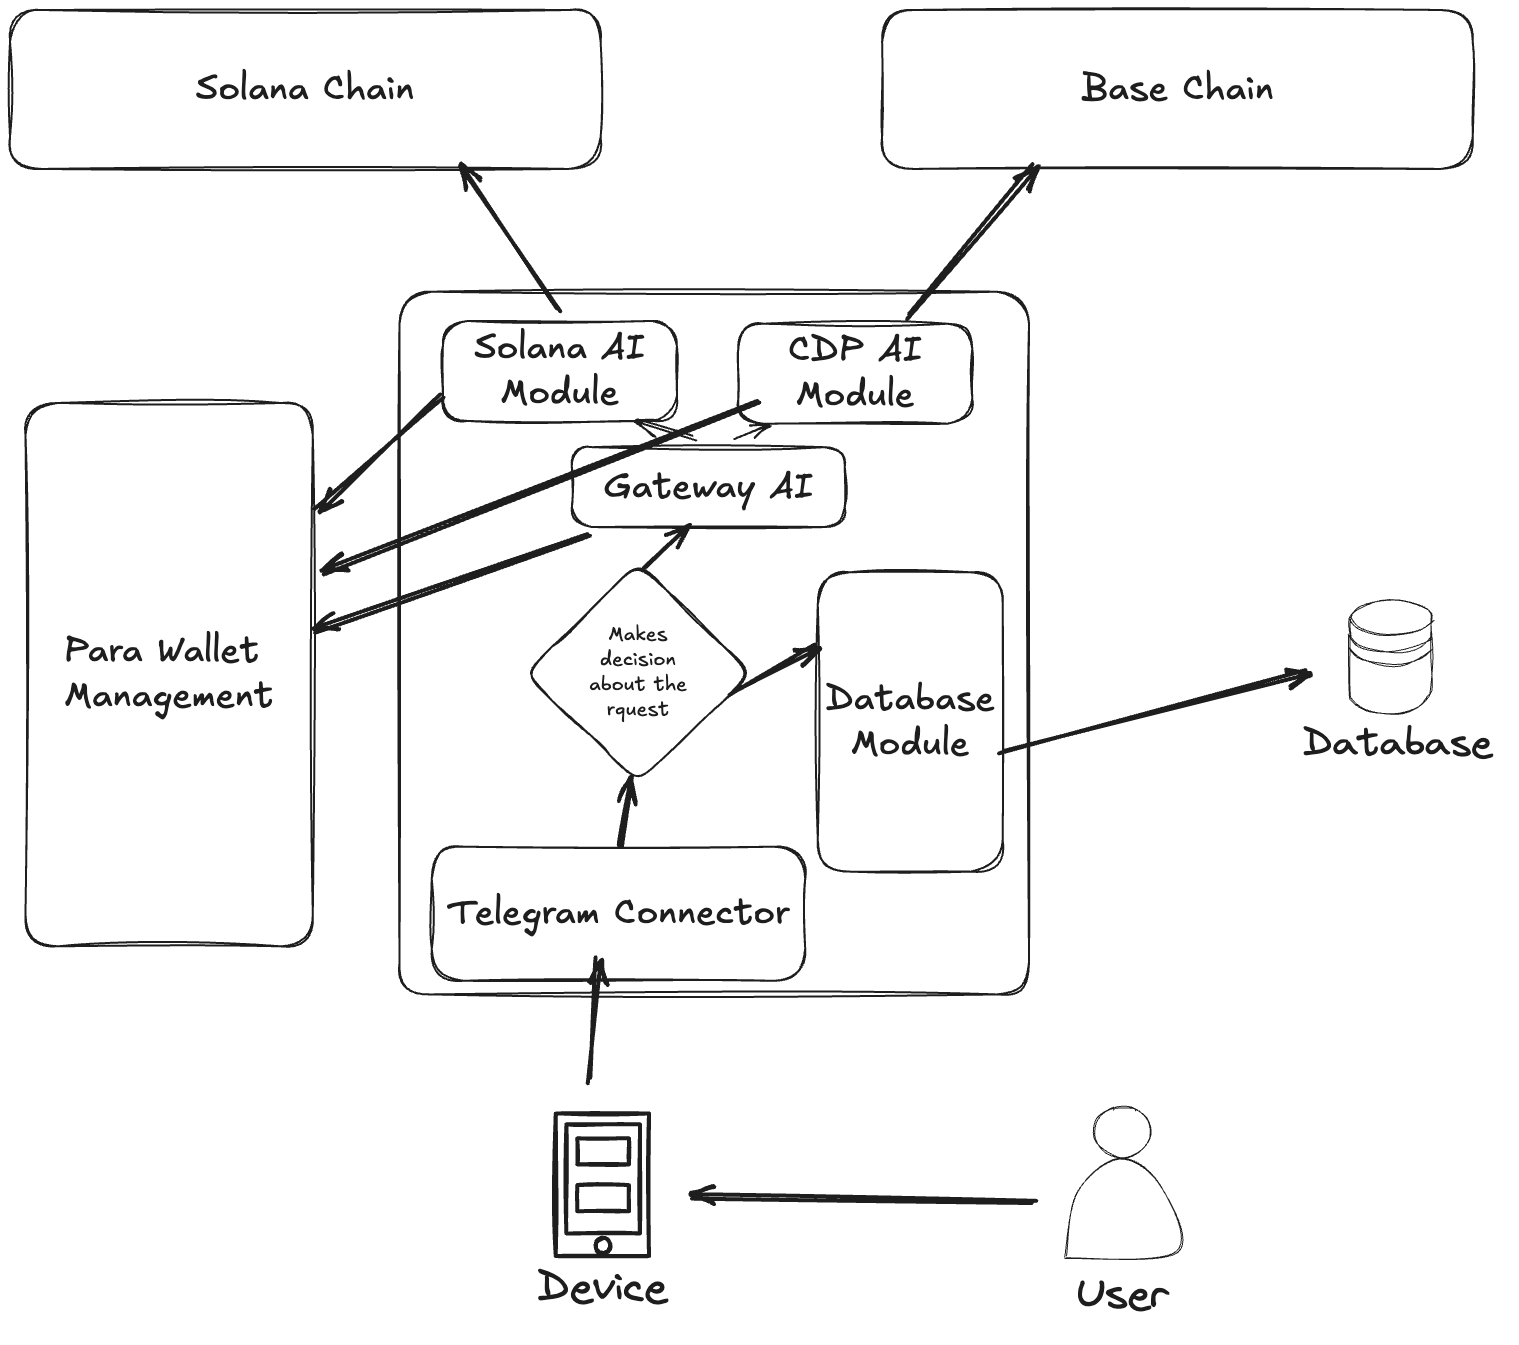 Solana Chain
Base Chain
Solana AI
Module
CDP AI
Module
Gateway AI
Para Wallet
Management
Makes
decision
about the
rquest
Database
Module
Database
Telegram Connector
Device
User